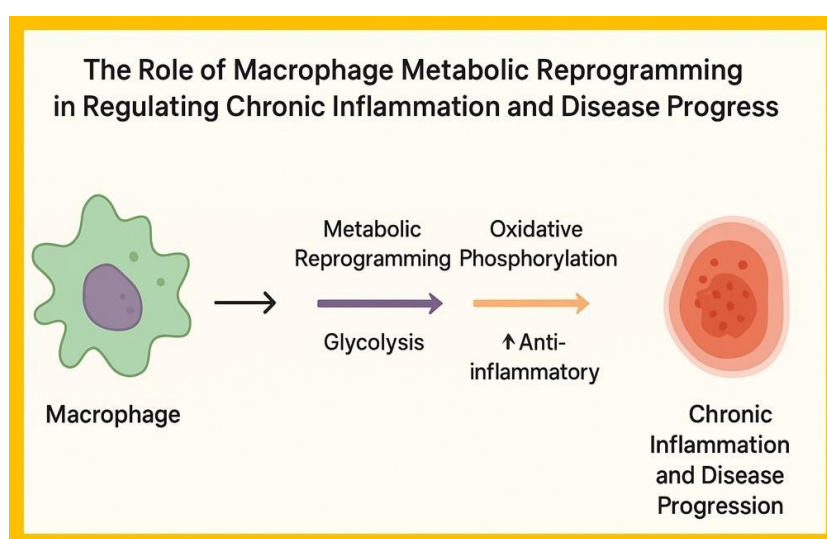 The Role of Macrophage Metabolic Reprogramming
in Regulating Chronic Inflammation and Disease Progress
Metabolic
Reprogramming
Oxidative
Phosphorylation
Glycolysis
↑ Anti-
inflammatory
Macrophage
Chronic
Inflammation
and Disease
Progression